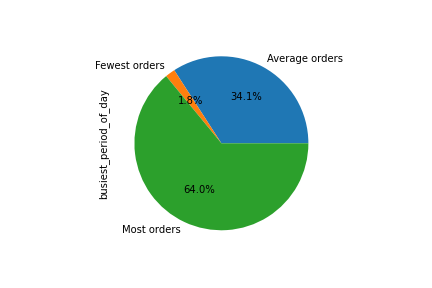 Average orders
Fewest orders
34.1%
1.8%
busiest_period_of_day
64.0%
Most orders